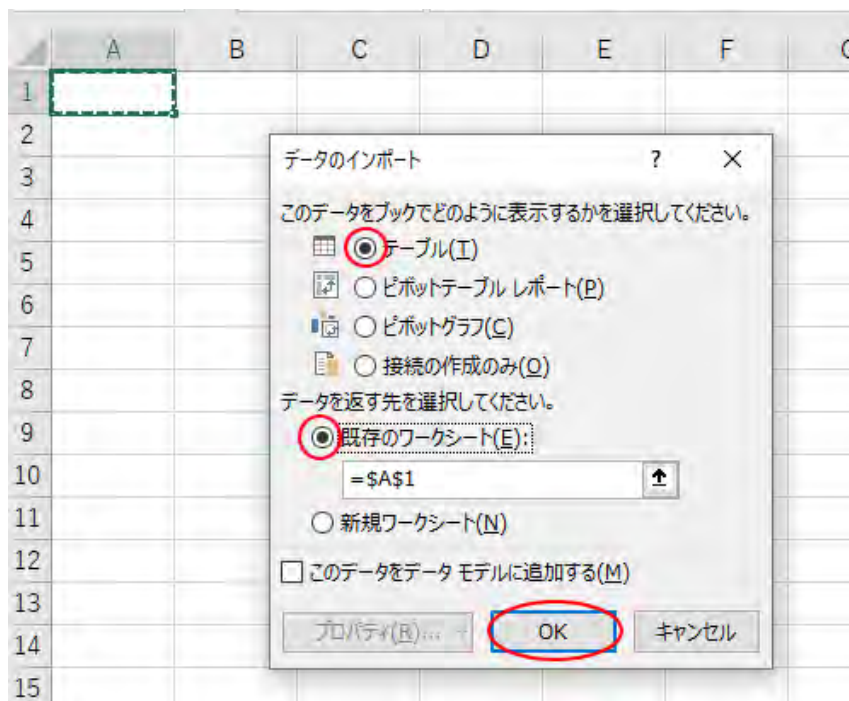 A B C D E F
1
2
データのインポート ? ×
3
このデータをブックでどのように表示するかを選択してください。
4
テーブル(T)
5
ピボットテーブル レポート(P)
6
ピボットグラフ(C)
7
接続の作成のみ(O)
8
データを返す先を選択してください。
9
既存のワークシート(E):
10
=$A$1
11
新規ワークシート(N)
12
このデータをデータ モデルに追加する(M)
13
プロパティ(R)... OK キャンセル
14
15